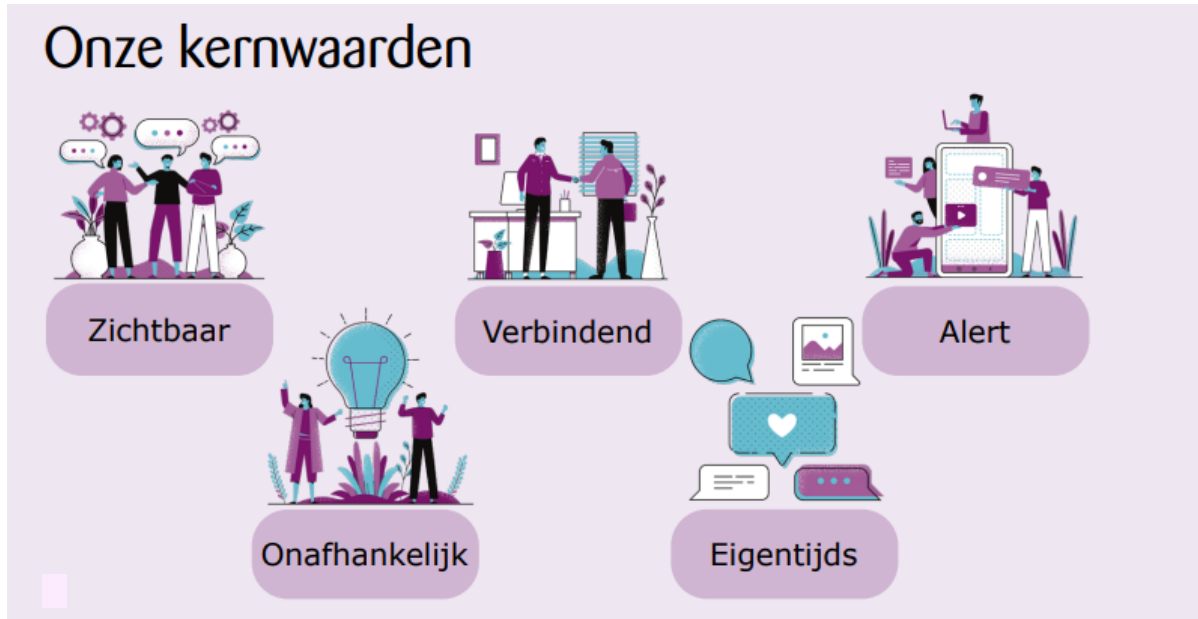 Onze kernwaarden
Zichtbaar
Verbindend
Alert
Onafhankelijk
Eigentijds